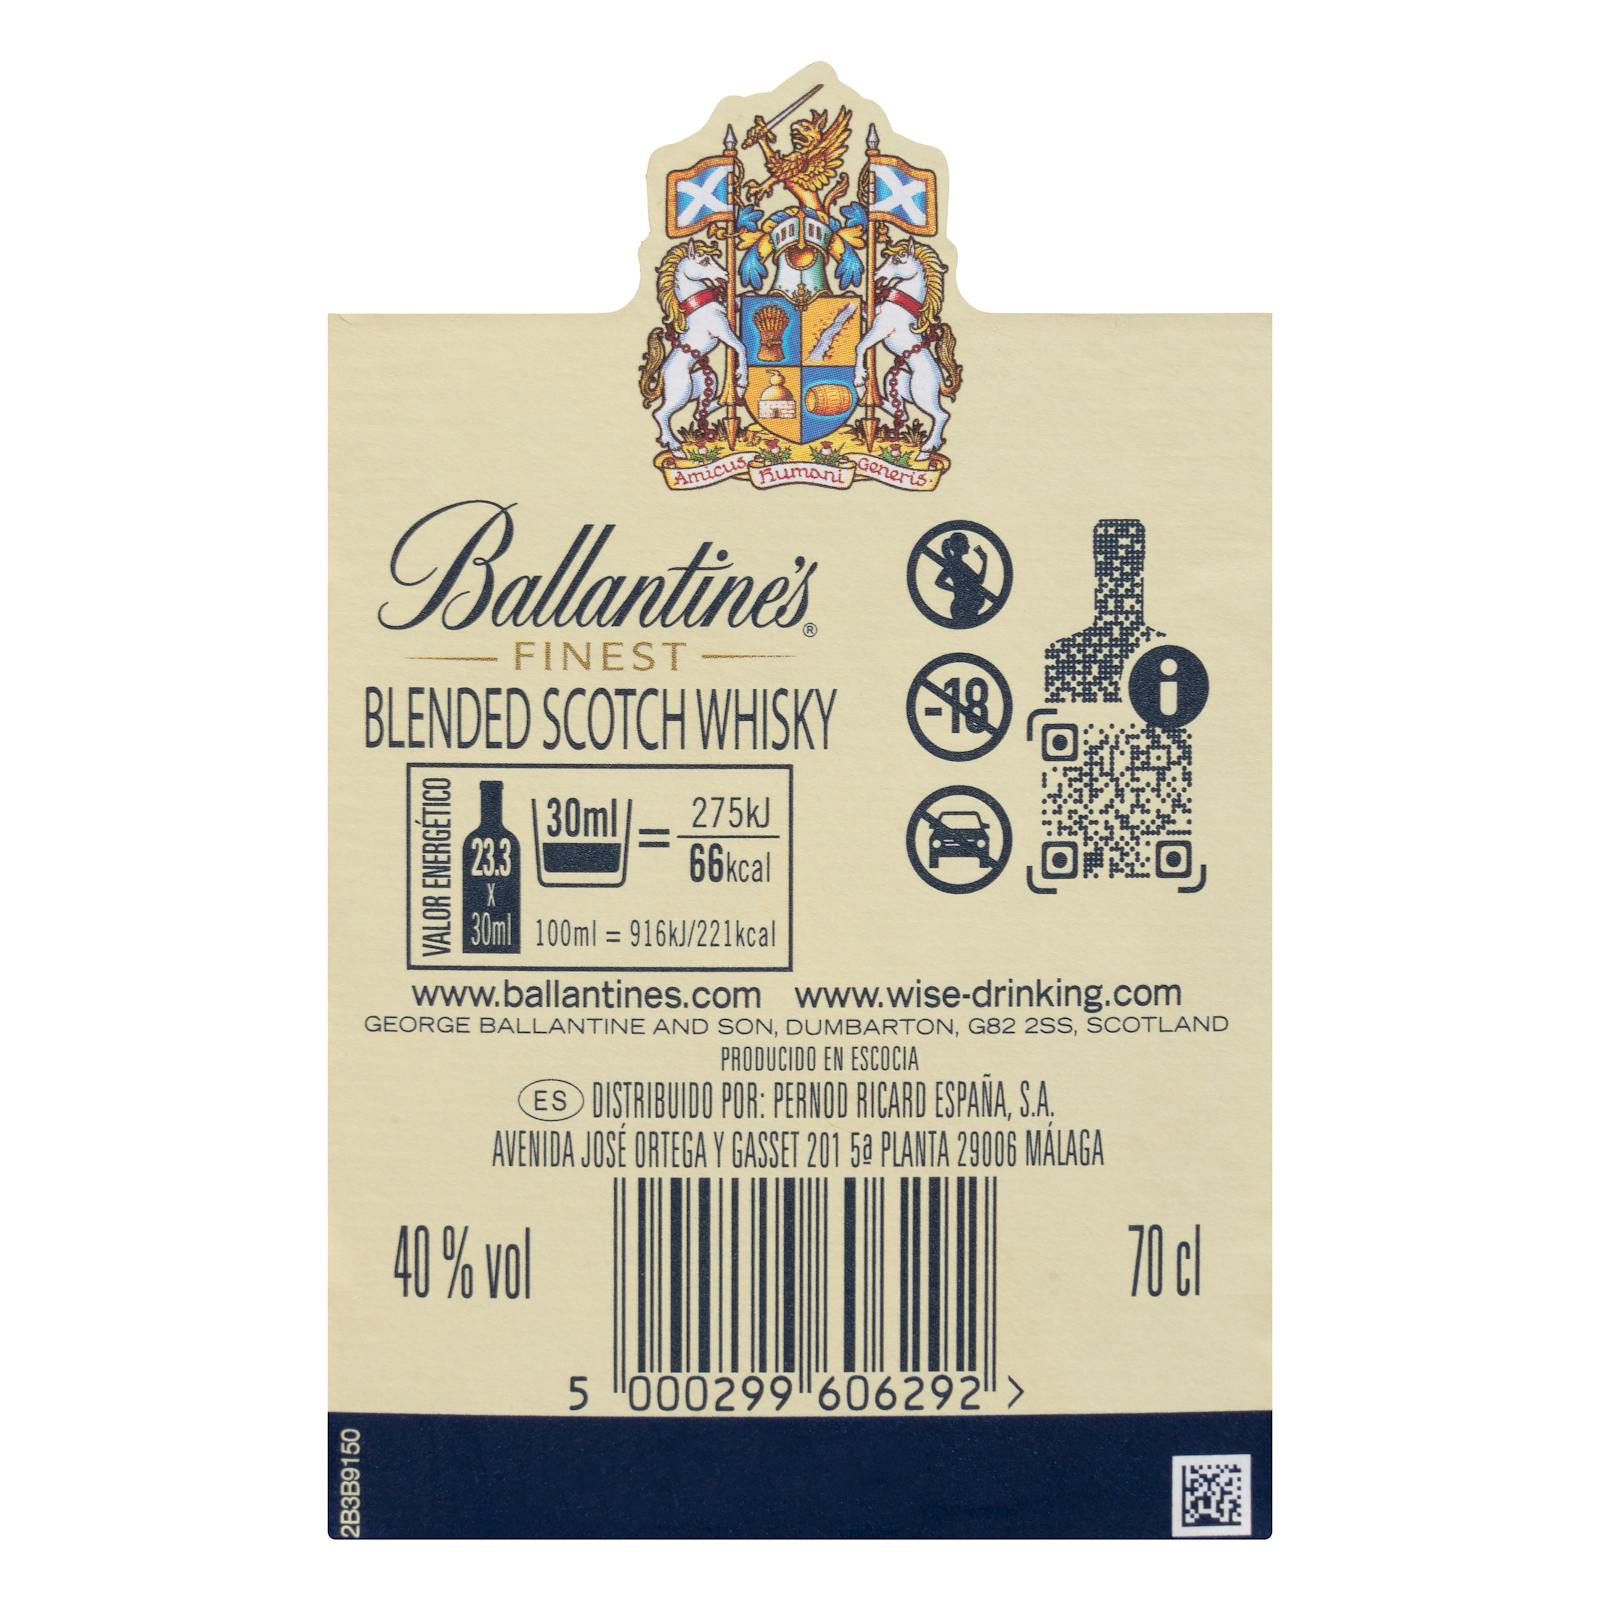 Amicus Humani Generis
Ballantine's®
FINEST
BLENDED SCOTCH WHISKY
VALOR ENERGÉTICO
23.3
x
30ml
30ml
=
275kJ
66kcal
100ml = 916kJ/221kcal
-18
i
www.ballantines.com www.wise-drinking.com
GEORGE BALLANTINE AND SON, DUMBARTON, G82 2SS, SCOTLAND
PRODUCIDO EN ESCOCIA
ES DISTRIBUIDO POR: PERNOD RICARD ESPAÑA, S.A.
AVENIDA JOSÉ ORTEGA Y GASSET 201 5ª PLANTA 29006 MÁLAGA
40 % vol
70 cl
5 000299 606292 >
2B3B9150